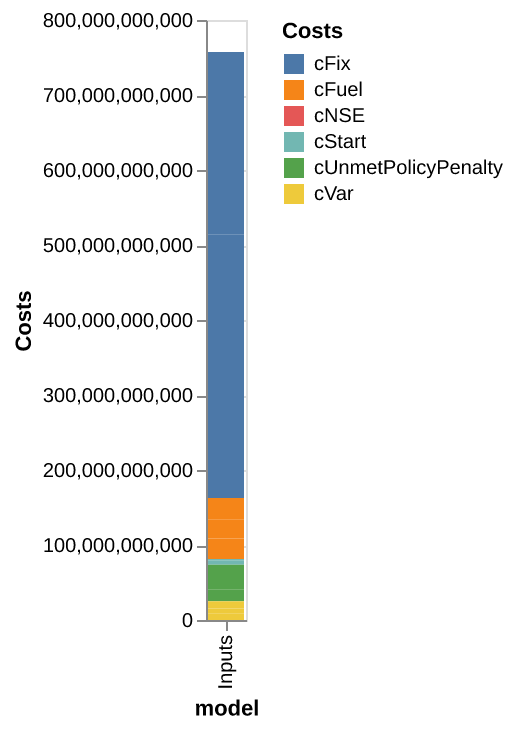 800,000,000,000
700,000,000,000
600,000,000,000
500,000,000,000
400,000,000,000
300,000,000,000
200,000,000,000
100,000,000,000
0
Costs
Inputs
model
Costs
cFix
cFuel
cNSE
cStart
cUnmetPolicyPenalty
cVar